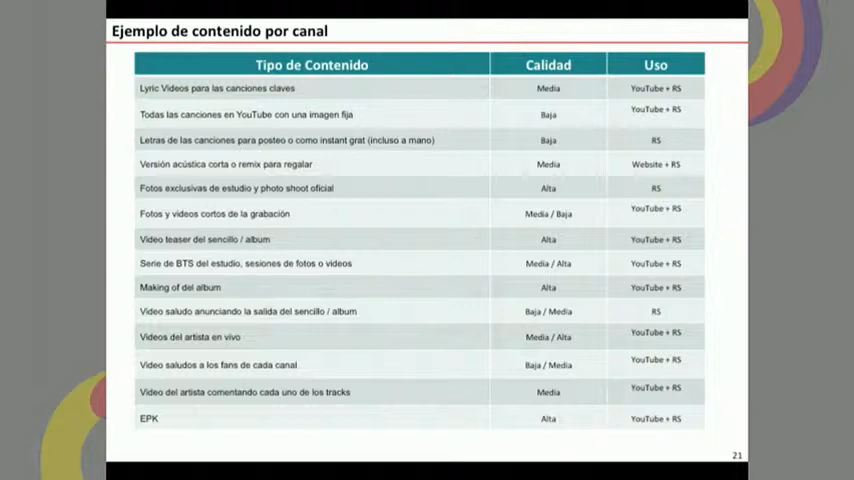 Ejemplo de contenido por canal
Tipo de Contenido Calidad Uso
Lyric Videos para las canciones claves Media YouTube + RS
Todas las canciones en YouTube con una imagen fija Baja YouTube + RS
Letras de las canciones para posteo o como instant grat (incluso a mano) Baja RS
Versión acústica corta o remix para regalar Media Website + RS
Fotos exclusivas de estudio y photo shoot oficial Alta RS
Fotos y videos cortos de la grabación Media / Baja YouTube + RS
Video teaser del sencillo / album Alta YouTube + RS
Serie de BTS del estudio, sesiones de fotos o videos Media / Alta YouTube + RS
Making of del album Alta YouTube + RS
Video saludo anunciando la salida del sencillo / album Baja / Media RS
Videos del artista en vivo Media / Alta YouTube + RS
Video saludos a los fans de cada canal Baja / Media YouTube + RS
Video del artista comentando cada uno de los tracks Media YouTube + RS
EPK Alta YouTube + RS
21